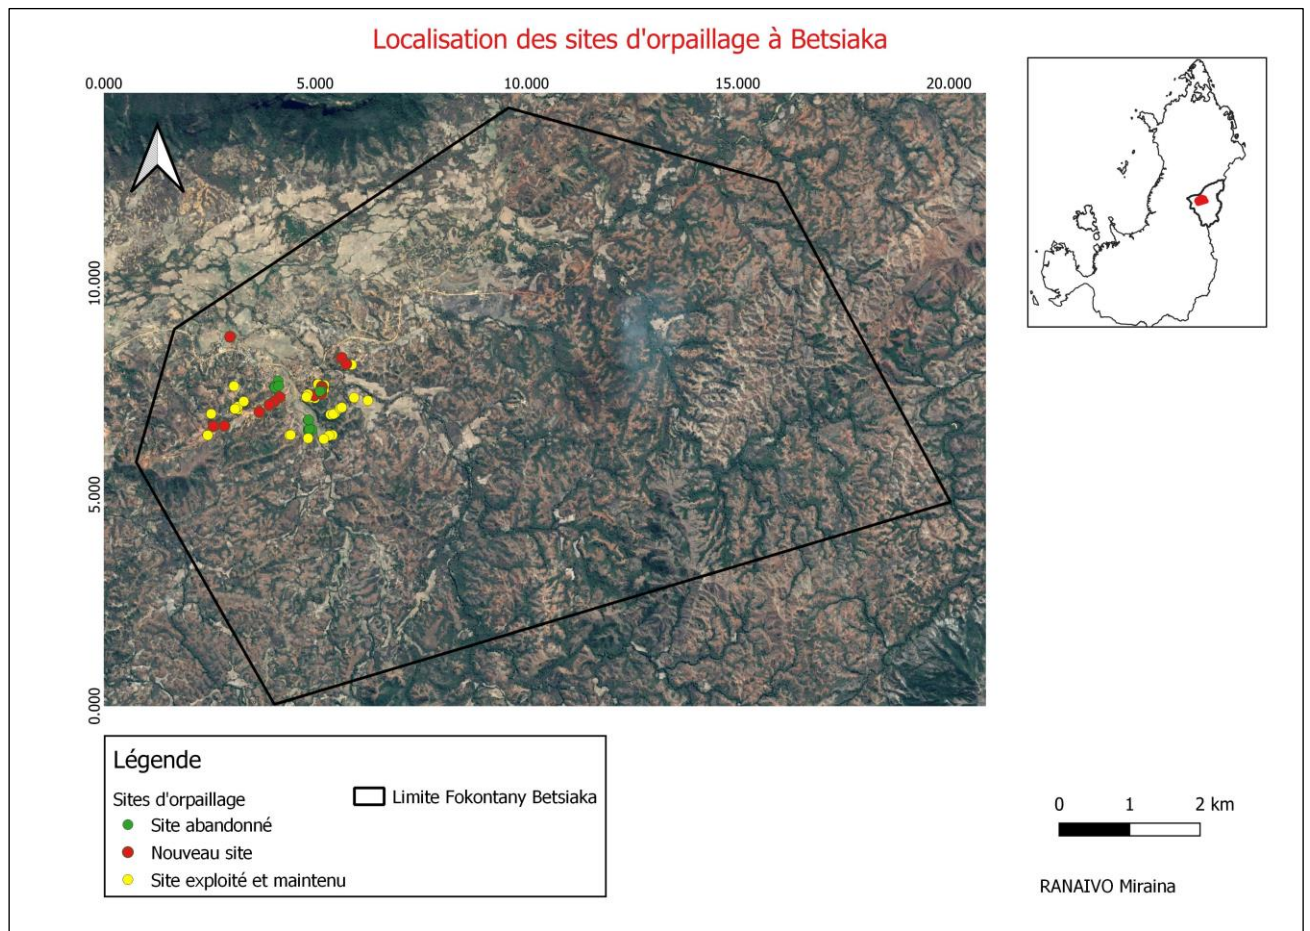 Localisation des sites d'orpaillage à Betsiaka
0.000 5.000 10.000 15.000 20.000
10.000
5.000
0.000
Légende
Sites d'orpaillage
Site abandonné
Nouveau site
Site exploité et maintenu
Limite Fokontany Betsiaka
0 1 2 km
RANAIVO Miraina